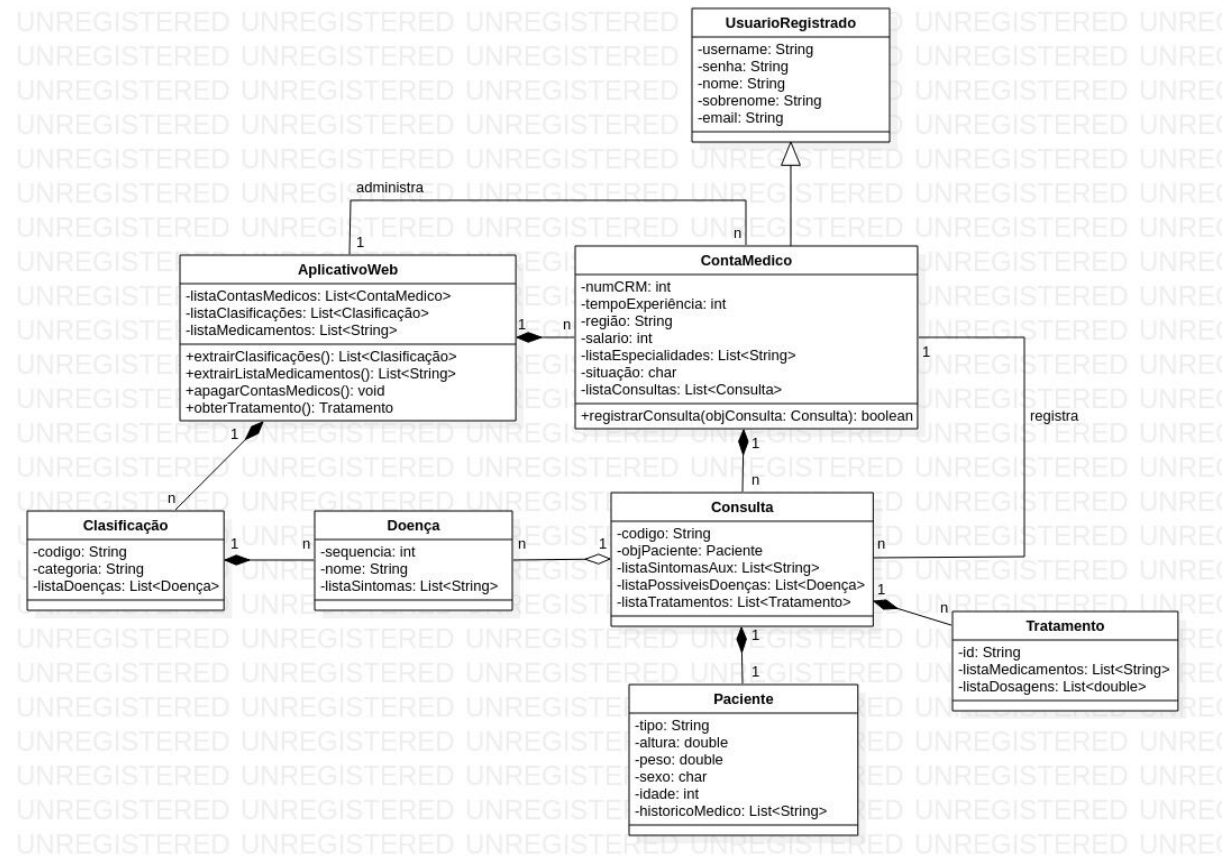 UNREGISTERED
UsuarioRegistrado
-username: String
-senha: String
-nome: String
-sobrenome: String
-email: String
administra
1
n
AplicativoWeb
-listaContasMedicos: List<ContaMedico>
-listaClasificações: List<Clasificação>
-listaMedicamentos: List<String>
+extrairClasificações(): List<Clasificação>
+extrairListaMedicamentos(): List<String>
+apagarContasMedicos(): void
+obterTratamento(): Tratamento
1
n
ContaMedico
-numCRM: int
-tempoExperiência: int
-região: String
-salario: int
-listaEspecialidades: List<String>
-situação: char
-listaConsultas: List<Consulta>
+registrarConsulta(objConsulta: Consulta): boolean
1
registra
n
1
n
1
n
Clasificação
-codigo: String
-categoria: String
-listaDoenças: List<Doença>
1
n
Doença
-sequencia: int
-nome: String
-listaSintomas: List<String>
n
1
Consulta
-codigo: String
-objPaciente: Paciente
-listaSintomasAux: List<String>
-listaPossiveisDoenças: List<Doença>
-listaTratamentos: List<Tratamento>
1
n
Tratamento
-id: String
-listaMedicamentos: List<String>
-listaDosagens: List<double>
1
1
Paciente
-tipo: String
-altura: double
-peso: double
-sexo: char
-idade: int
-historicoMedico: List<String>